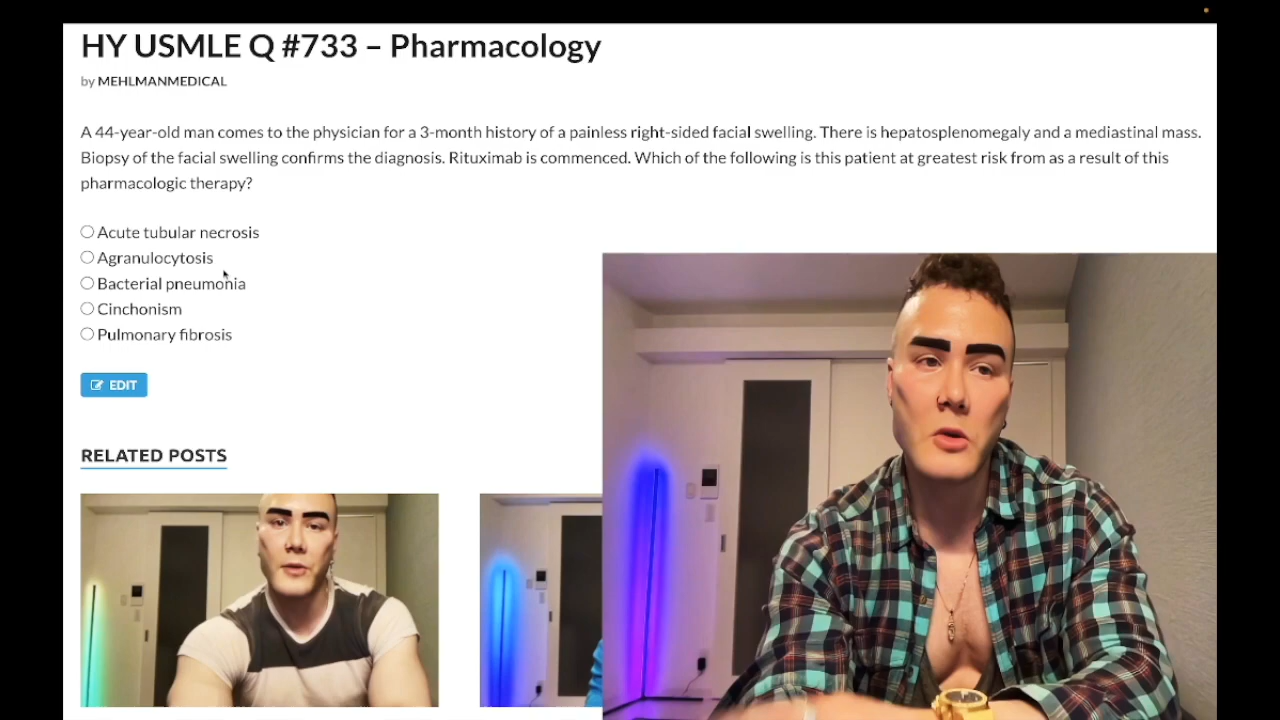 HY USMLE Q #733 – Pharmacology
by MEHLMANMEDICAL
A 44-year-old man comes to the physician for a 3-month history of a painless right-sided facial swelling. There is hepatosplenomegaly and a mediastinal mass.
Biopsy of the facial swelling confirms the diagnosis. Rituximab is commenced. Which of the following is this patient at greatest risk from as a result of this
pharmacologic therapy?
Acute tubular necrosis
Agranulocytosis
Bacterial pneumonia
Cinchonism
Pulmonary fibrosis
EDIT
RELATED POSTS